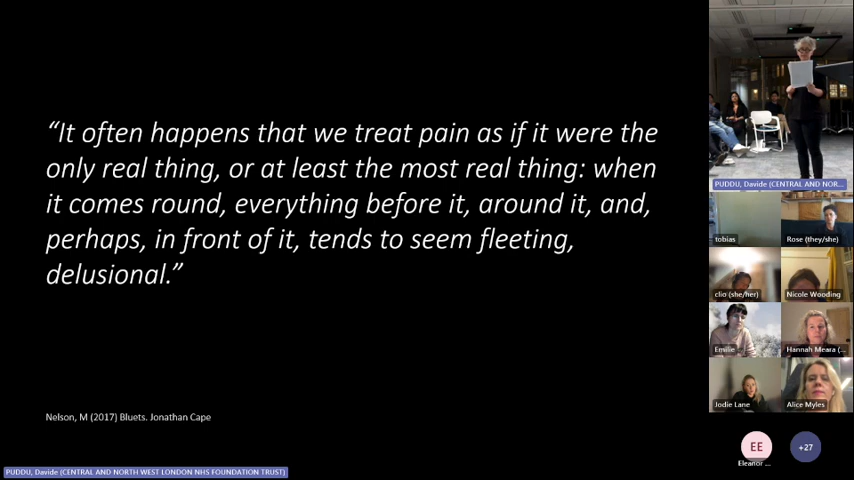 “It often happens that we treat pain as if it were the
only real thing, or at least the most real thing: when
it comes round, everything before it, around it, and,
perhaps, in front of it, tends to seem fleeting,
delusional.”
Nelson, M (2017) Bluets. Jonathan Cape
PUDDU, Davide (CENTRAL AND NORTH WEST LONDON NHS FOUNDATION TRUST)
PUDDU, Davide (CENTRAL AND NOR...
tobias
Rose (they/she)
clio (she/her)
Nicole Wooding
Emilie
Hannah Meara (...
Jodie Lane
Alice Myles
EE
Eleanor ...
+27